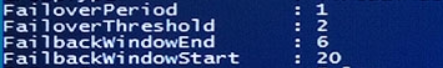 FailoverPeriod : 1
FailoverThreshold : 2
FailbackWindowEnd : 6
FailbackWindowStart : 20